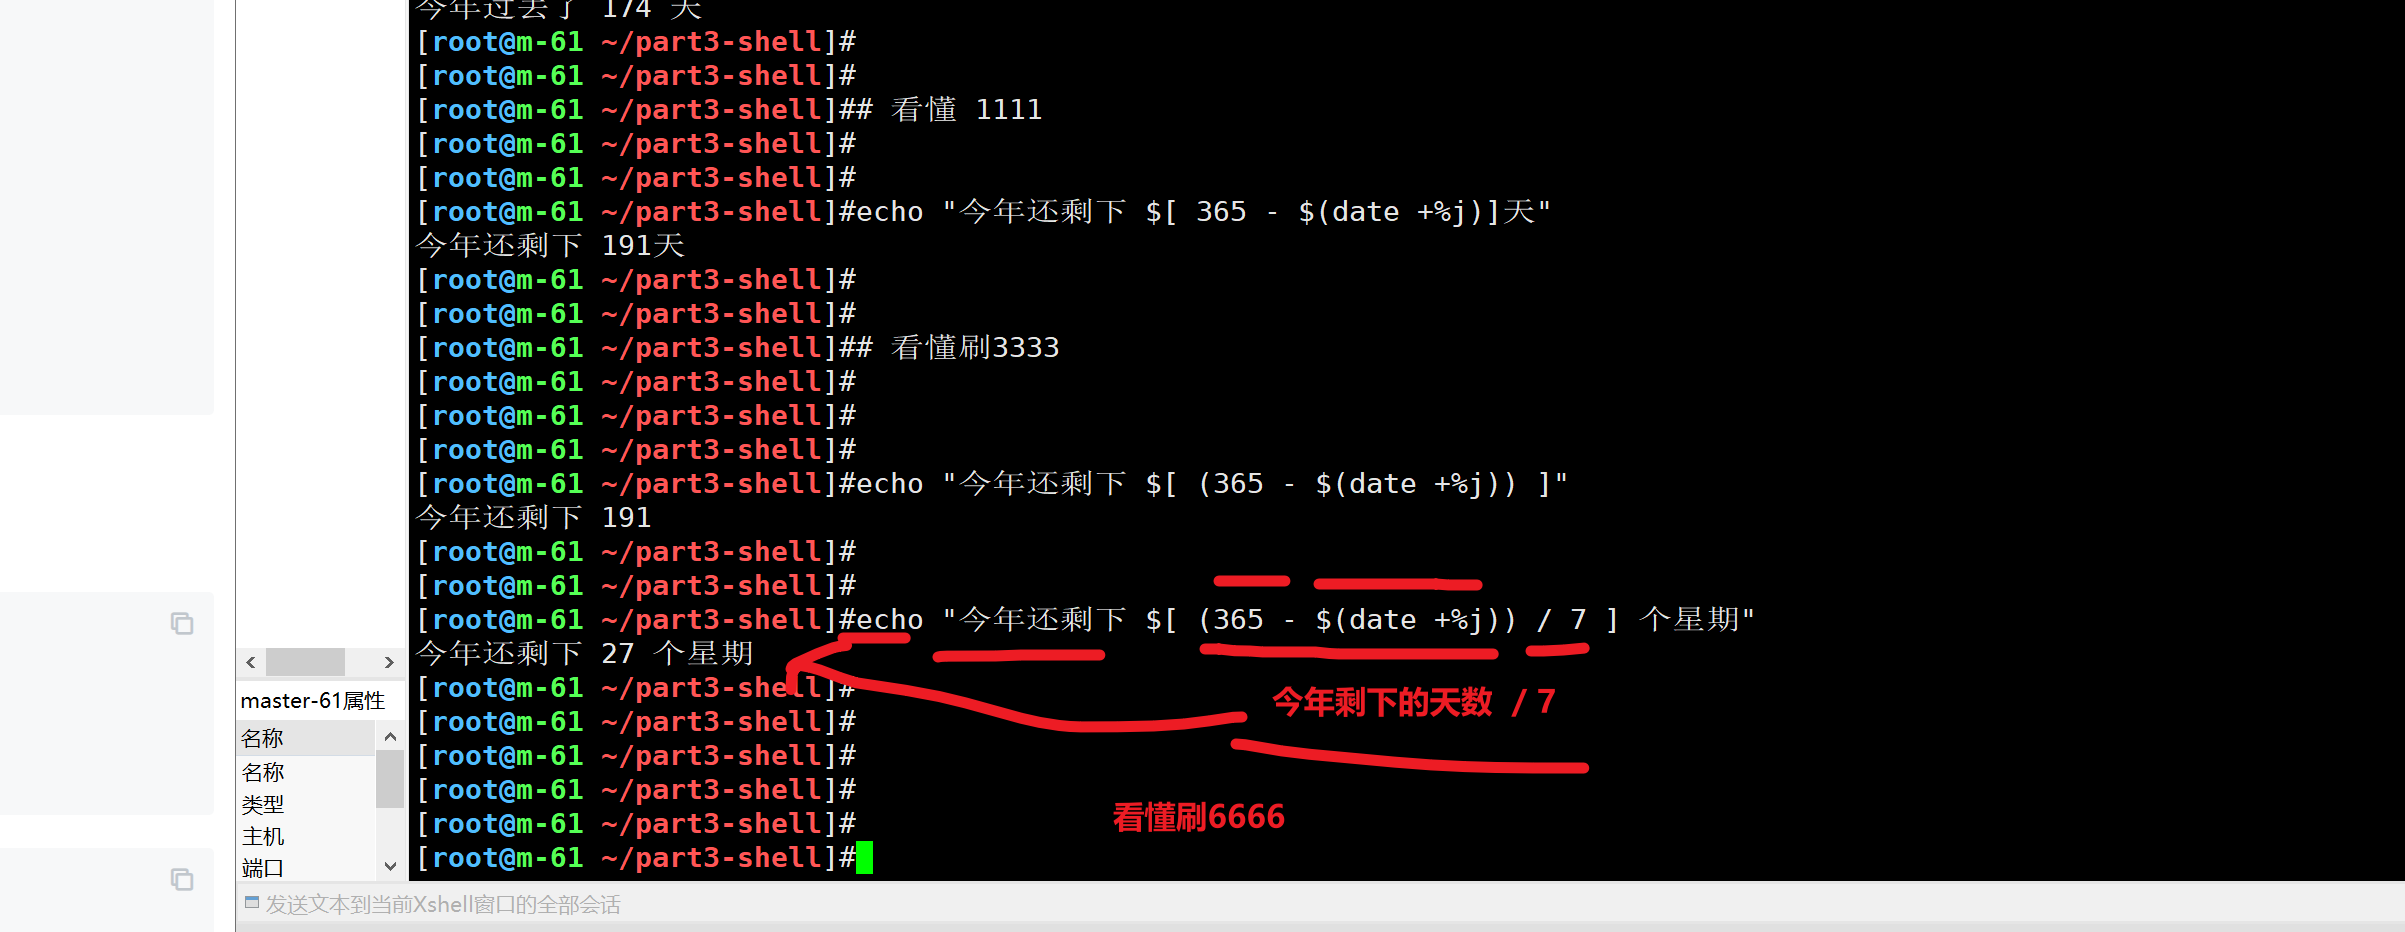 今年过去了 174 天
[root@m-61 ~/part3-shell]#
[root@m-61 ~/part3-shell]#
[root@m-61 ~/part3-shell]## 看懂 1111
[root@m-61 ~/part3-shell]#
[root@m-61 ~/part3-shell]#
[root@m-61 ~/part3-shell]#echo "今年还剩下 $[ 365 - $(date +%j)]天"
今年还剩下 191天
[root@m-61 ~/part3-shell]#
[root@m-61 ~/part3-shell]#
[root@m-61 ~/part3-shell]## 看懂刷3333
[root@m-61 ~/part3-shell]#
[root@m-61 ~/part3-shell]#
[root@m-61 ~/part3-shell]#
[root@m-61 ~/part3-shell]#echo "今年还剩下 $[ (365 - $(date +%j)) ]"
今年还剩下 191
[root@m-61 ~/part3-shell]#
[root@m-61 ~/part3-shell]#
[root@m-61 ~/part3-shell]#echo "今年还剩下 $[ (365 - $(date +%j)) / 7 ] 个星期"
今年还剩下 27 个星期
[root@m-61 ~/part3-shell]#
[root@m-61 ~/part3-shell]#
[root@m-61 ~/part3-shell]#
[root@m-61 ~/part3-shell]#
[root@m-61 ~/part3-shell]#
[root@m-61 ~/part3-shell]#
今年剩下的天数 / 7
看懂刷6666
master-61属性
名称
名称
类型
主机
端口
发送文本到当前Xshell窗口的全部会话